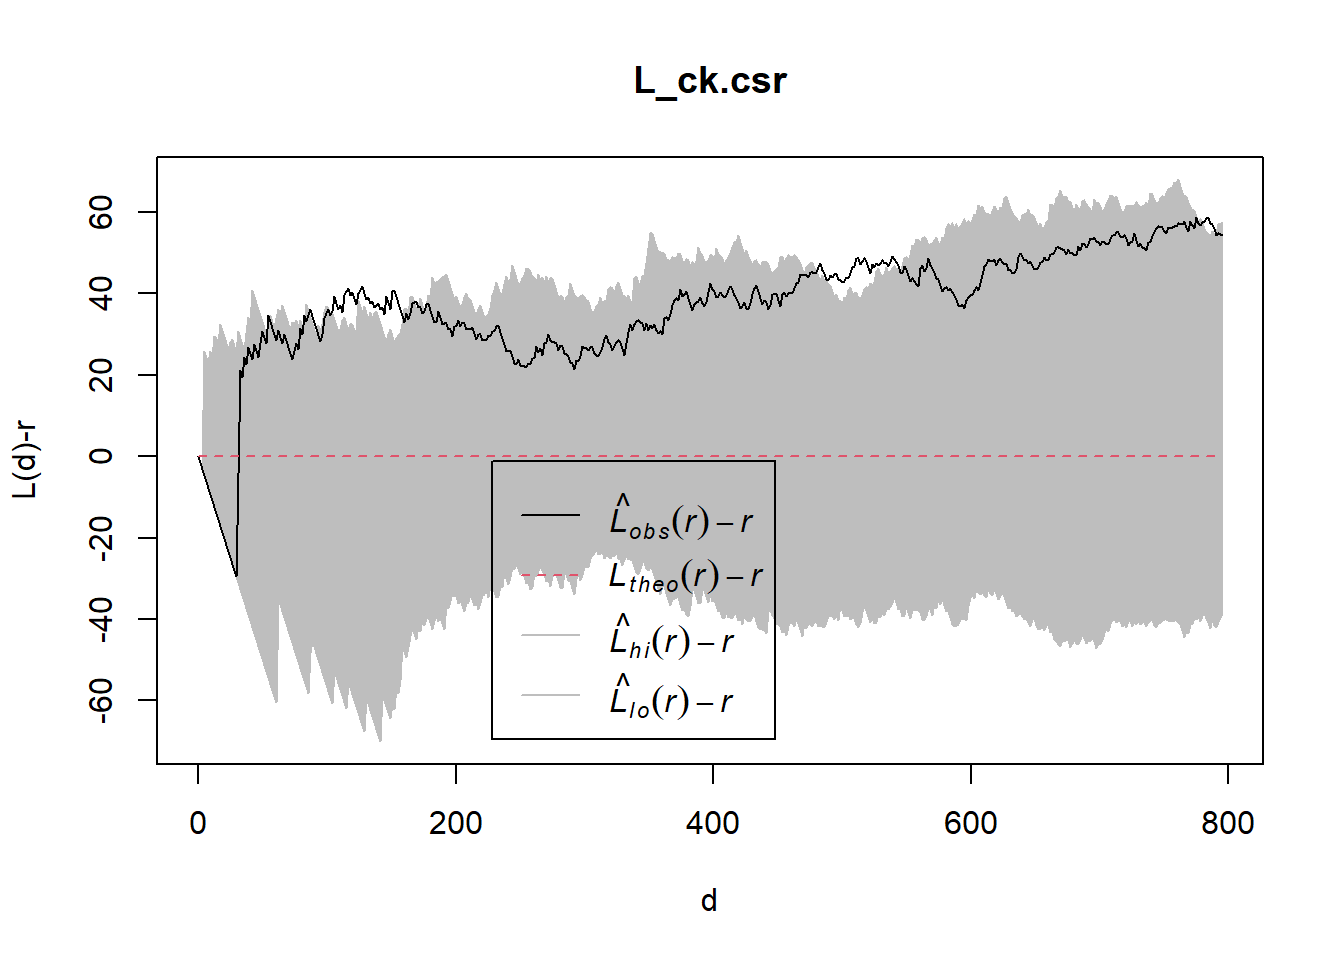 L_ck.csr
L(d)-r
60
40
20
0
-20
-40
-60
L̂obs(r) − r
Ltheo(r) − r
L̂hi(r) − r
L̂lo(r) − r
0 200 400 600 800
d